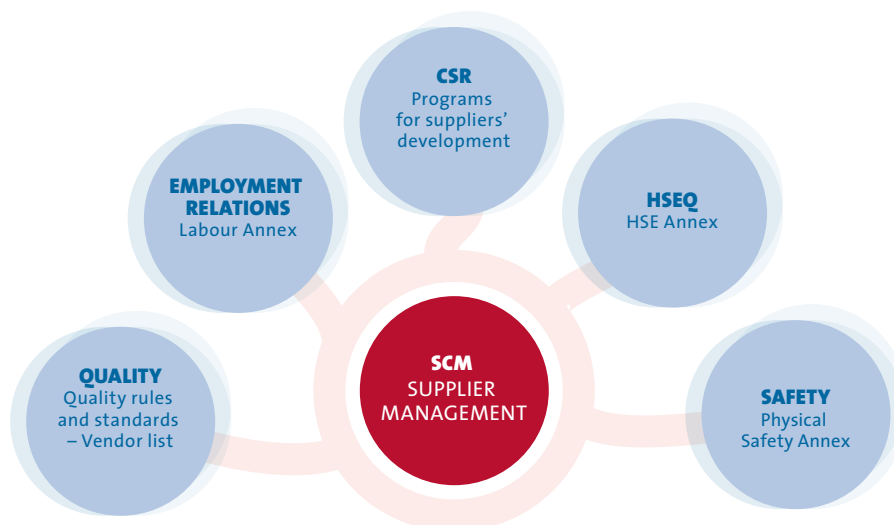 CSR
Programs
for suppliers’
development
EMPLOYMENT
RELATIONS
Labour Annex
HSEQ
HSE Annex
QUALITY
Quality rules
and standards
– Vendor list
SCM
SUPPLIER
MANAGEMENT
SAFETY
Physical
Safety Annex